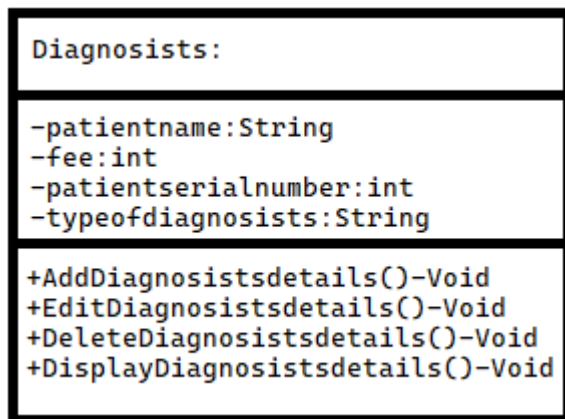 Diagnosists:
-patientname:String
-fee:int
-patientserialnumber:int
-typeofdiagnosists:String
+AddDiagnosistsdetails()-Void
+EditDiagnosistsdetails()-Void
+DeleteDiagnosistsdetails()-Void
+DisplayDiagnosistsdetails()-Void